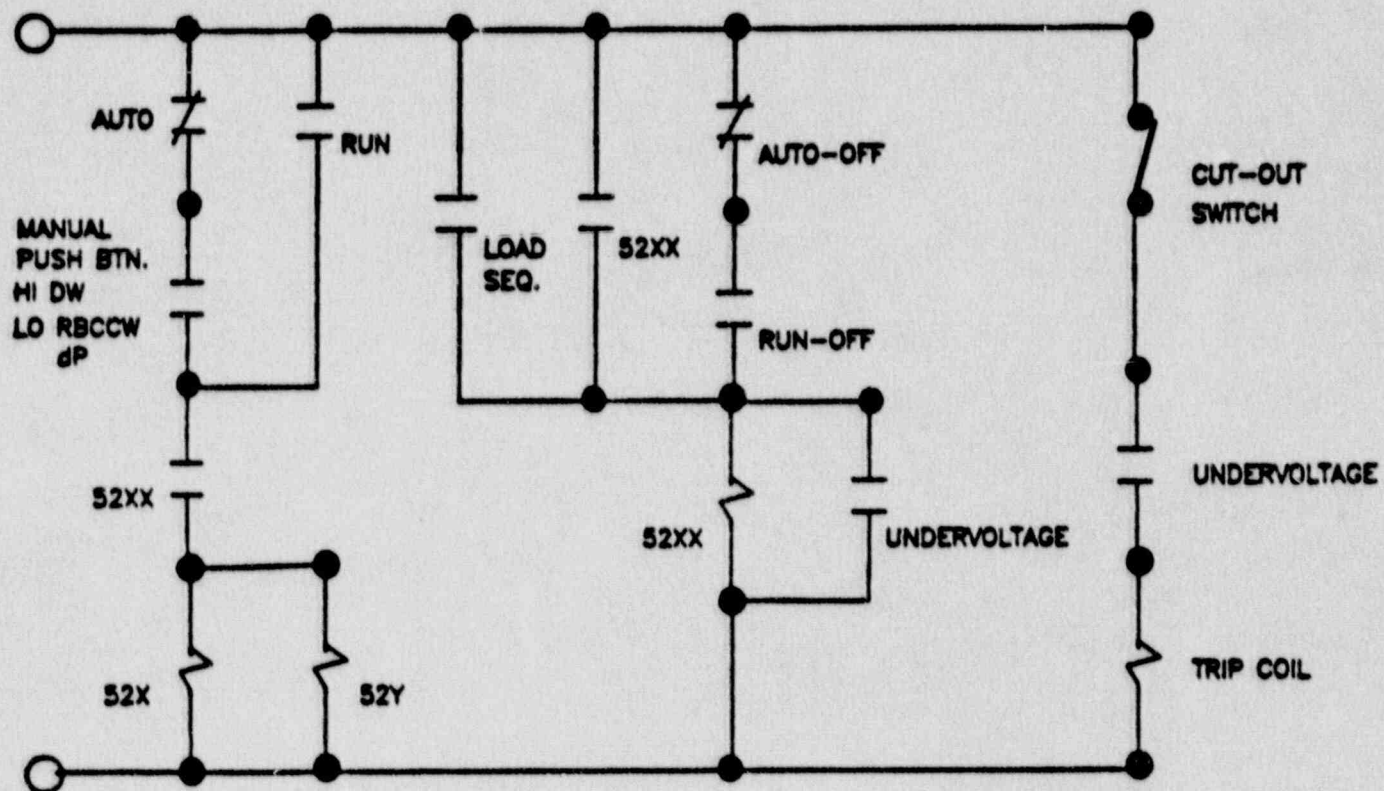 AUTO
RUN
MANUAL
PUSH BTN.
HI DW
LO RBCCW
dP
LOAD
SEQ.
52XX
AUTO-OFF
RUN-OFF
CUT-OUT
SWITCH
52XX
52XX
UNDERVOLTAGE
UNDERVOLTAGE
52X
52Y
TRIP COIL